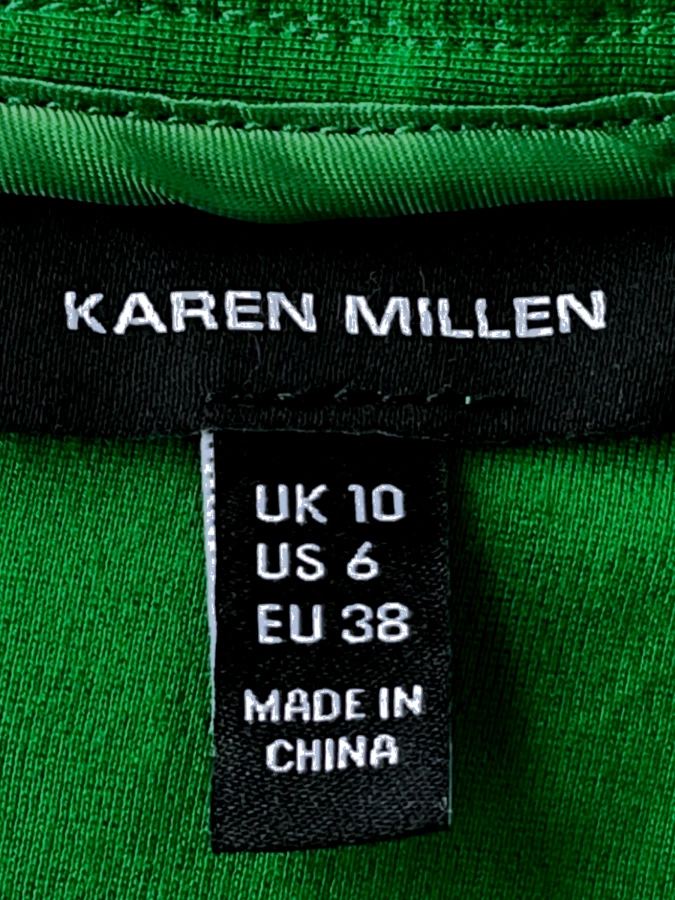 KAREN MILLEN
UK 10
US 6
EU 38
MADE IN
CHINA